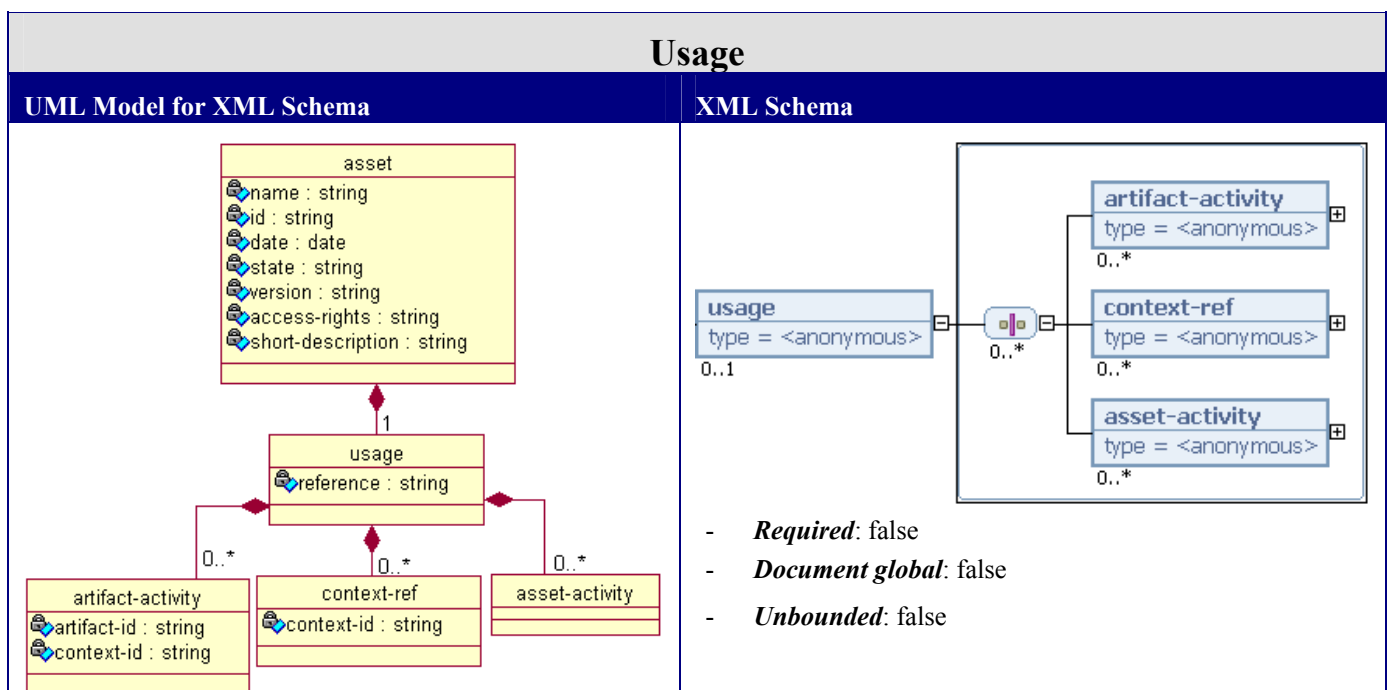 Usage
UML Model for XML Schema
XML Schema
asset
name : string
id : string
date : date
state : string
version : string
access-rights : string
short-description : string
1
usage
reference : string
0..*
0..*
0..*
artifact-activity
artifact-id : string
context-id : string
context-ref
context-id : string
asset-activity
usage
type = <anonymous>
0..1
0..*
artifact-activity
type = <anonymous>
0..*
context-ref
type = <anonymous>
0..*
asset-activity
type = <anonymous>
0..*
- Required: false
- Document global: false
- Unbounded: false